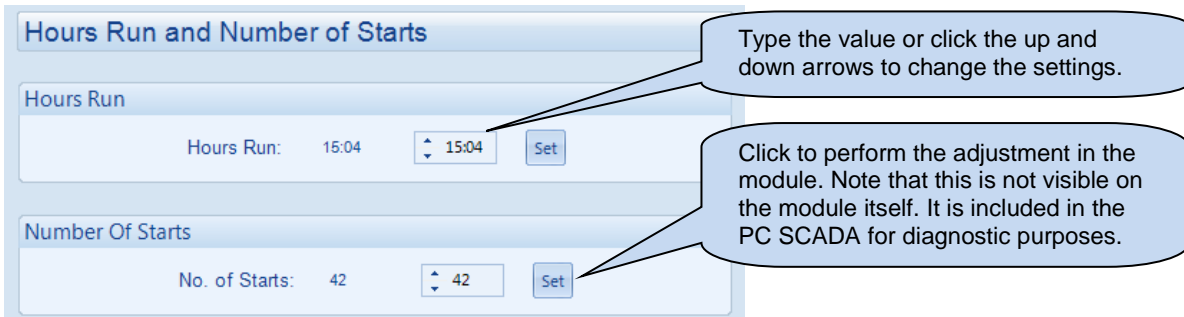 Hours Run and Number of Starts
Type the value or click the up and
down arrows to change the settings.
Hours Run
Hours Run: 15:04 15:04 Set
Click to perform the adjustment in the
module. Note that this is not visible on
the module itself. It is included in the
PC SCADA for diagnostic purposes.
Number Of Starts
No. of Starts: 42 42 Set